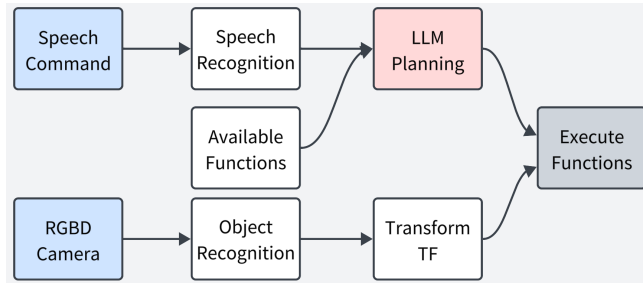 Speech
Command
Speech
Recognition
LLM
Planning
Available
Functions
Execute
Functions
RGBD
Camera
Object
Recognition
Transform
TF